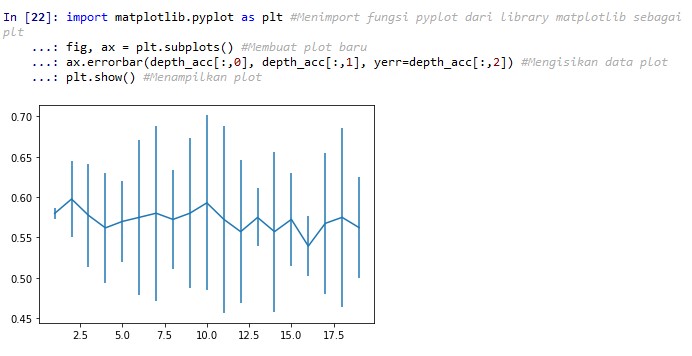 In [22]: import matplotlib.pyplot as plt #Menimport fungsi pyplot dari library matplotlib sebagai
plt
...: fig, ax = plt.subplots() #Membuat plot baru
...: ax.errorbar(depth_acc[:,0], depth_acc[:,1], yerr=depth_acc[:,2]) #Mengisikan data plot
...: plt.show() #Menampilkan plot
0.70
0.65
0.60
0.55
0.50
0.45
2.5 5.0 7.5 10.0 12.5 15.0 17.5